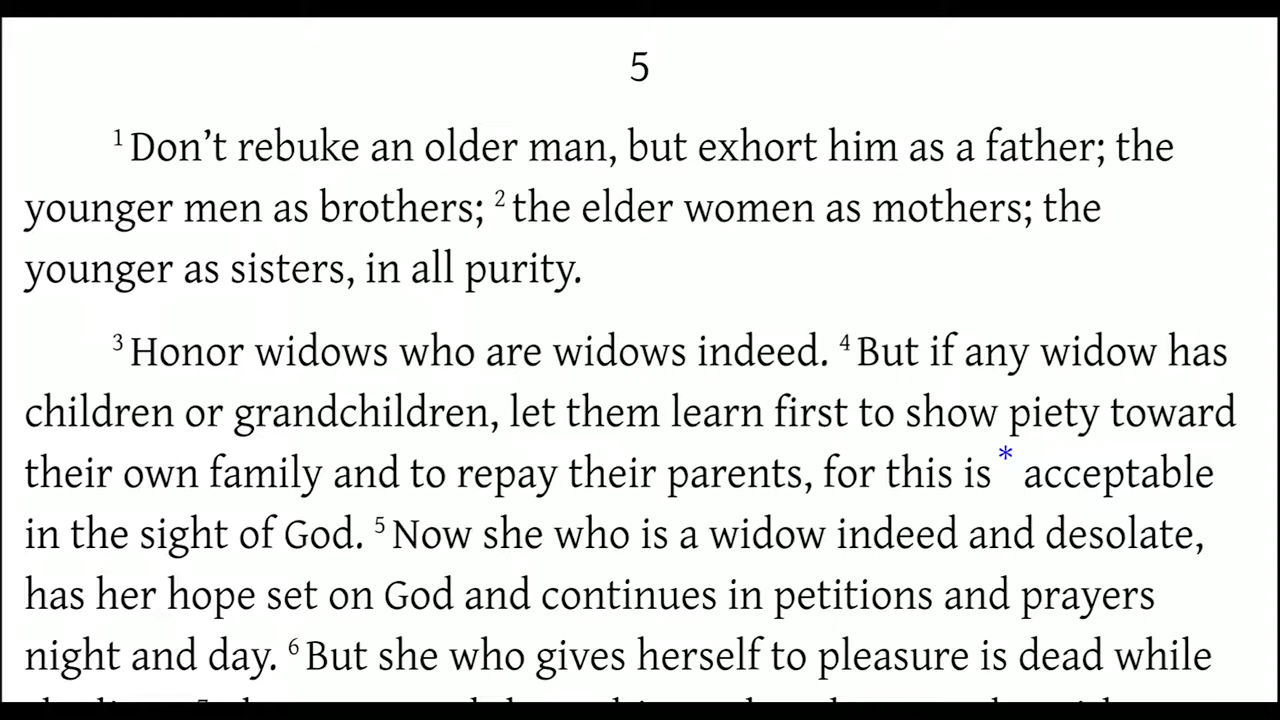 5
1 Don’t rebuke an older man, but exhort him as a father; the
younger men as brothers; 2 the elder women as mothers; the
younger as sisters, in all purity.
3 Honor widows who are widows indeed. 4 But if any widow has
children or grandchildren, let them learn first to show piety toward
their own family and to repay their parents, for this is* acceptable
in the sight of God. 5 Now she who is a widow indeed and desolate,
has her hope set on God and continues in petitions and prayers
night and day. 6 But she who gives herself to pleasure is dead while